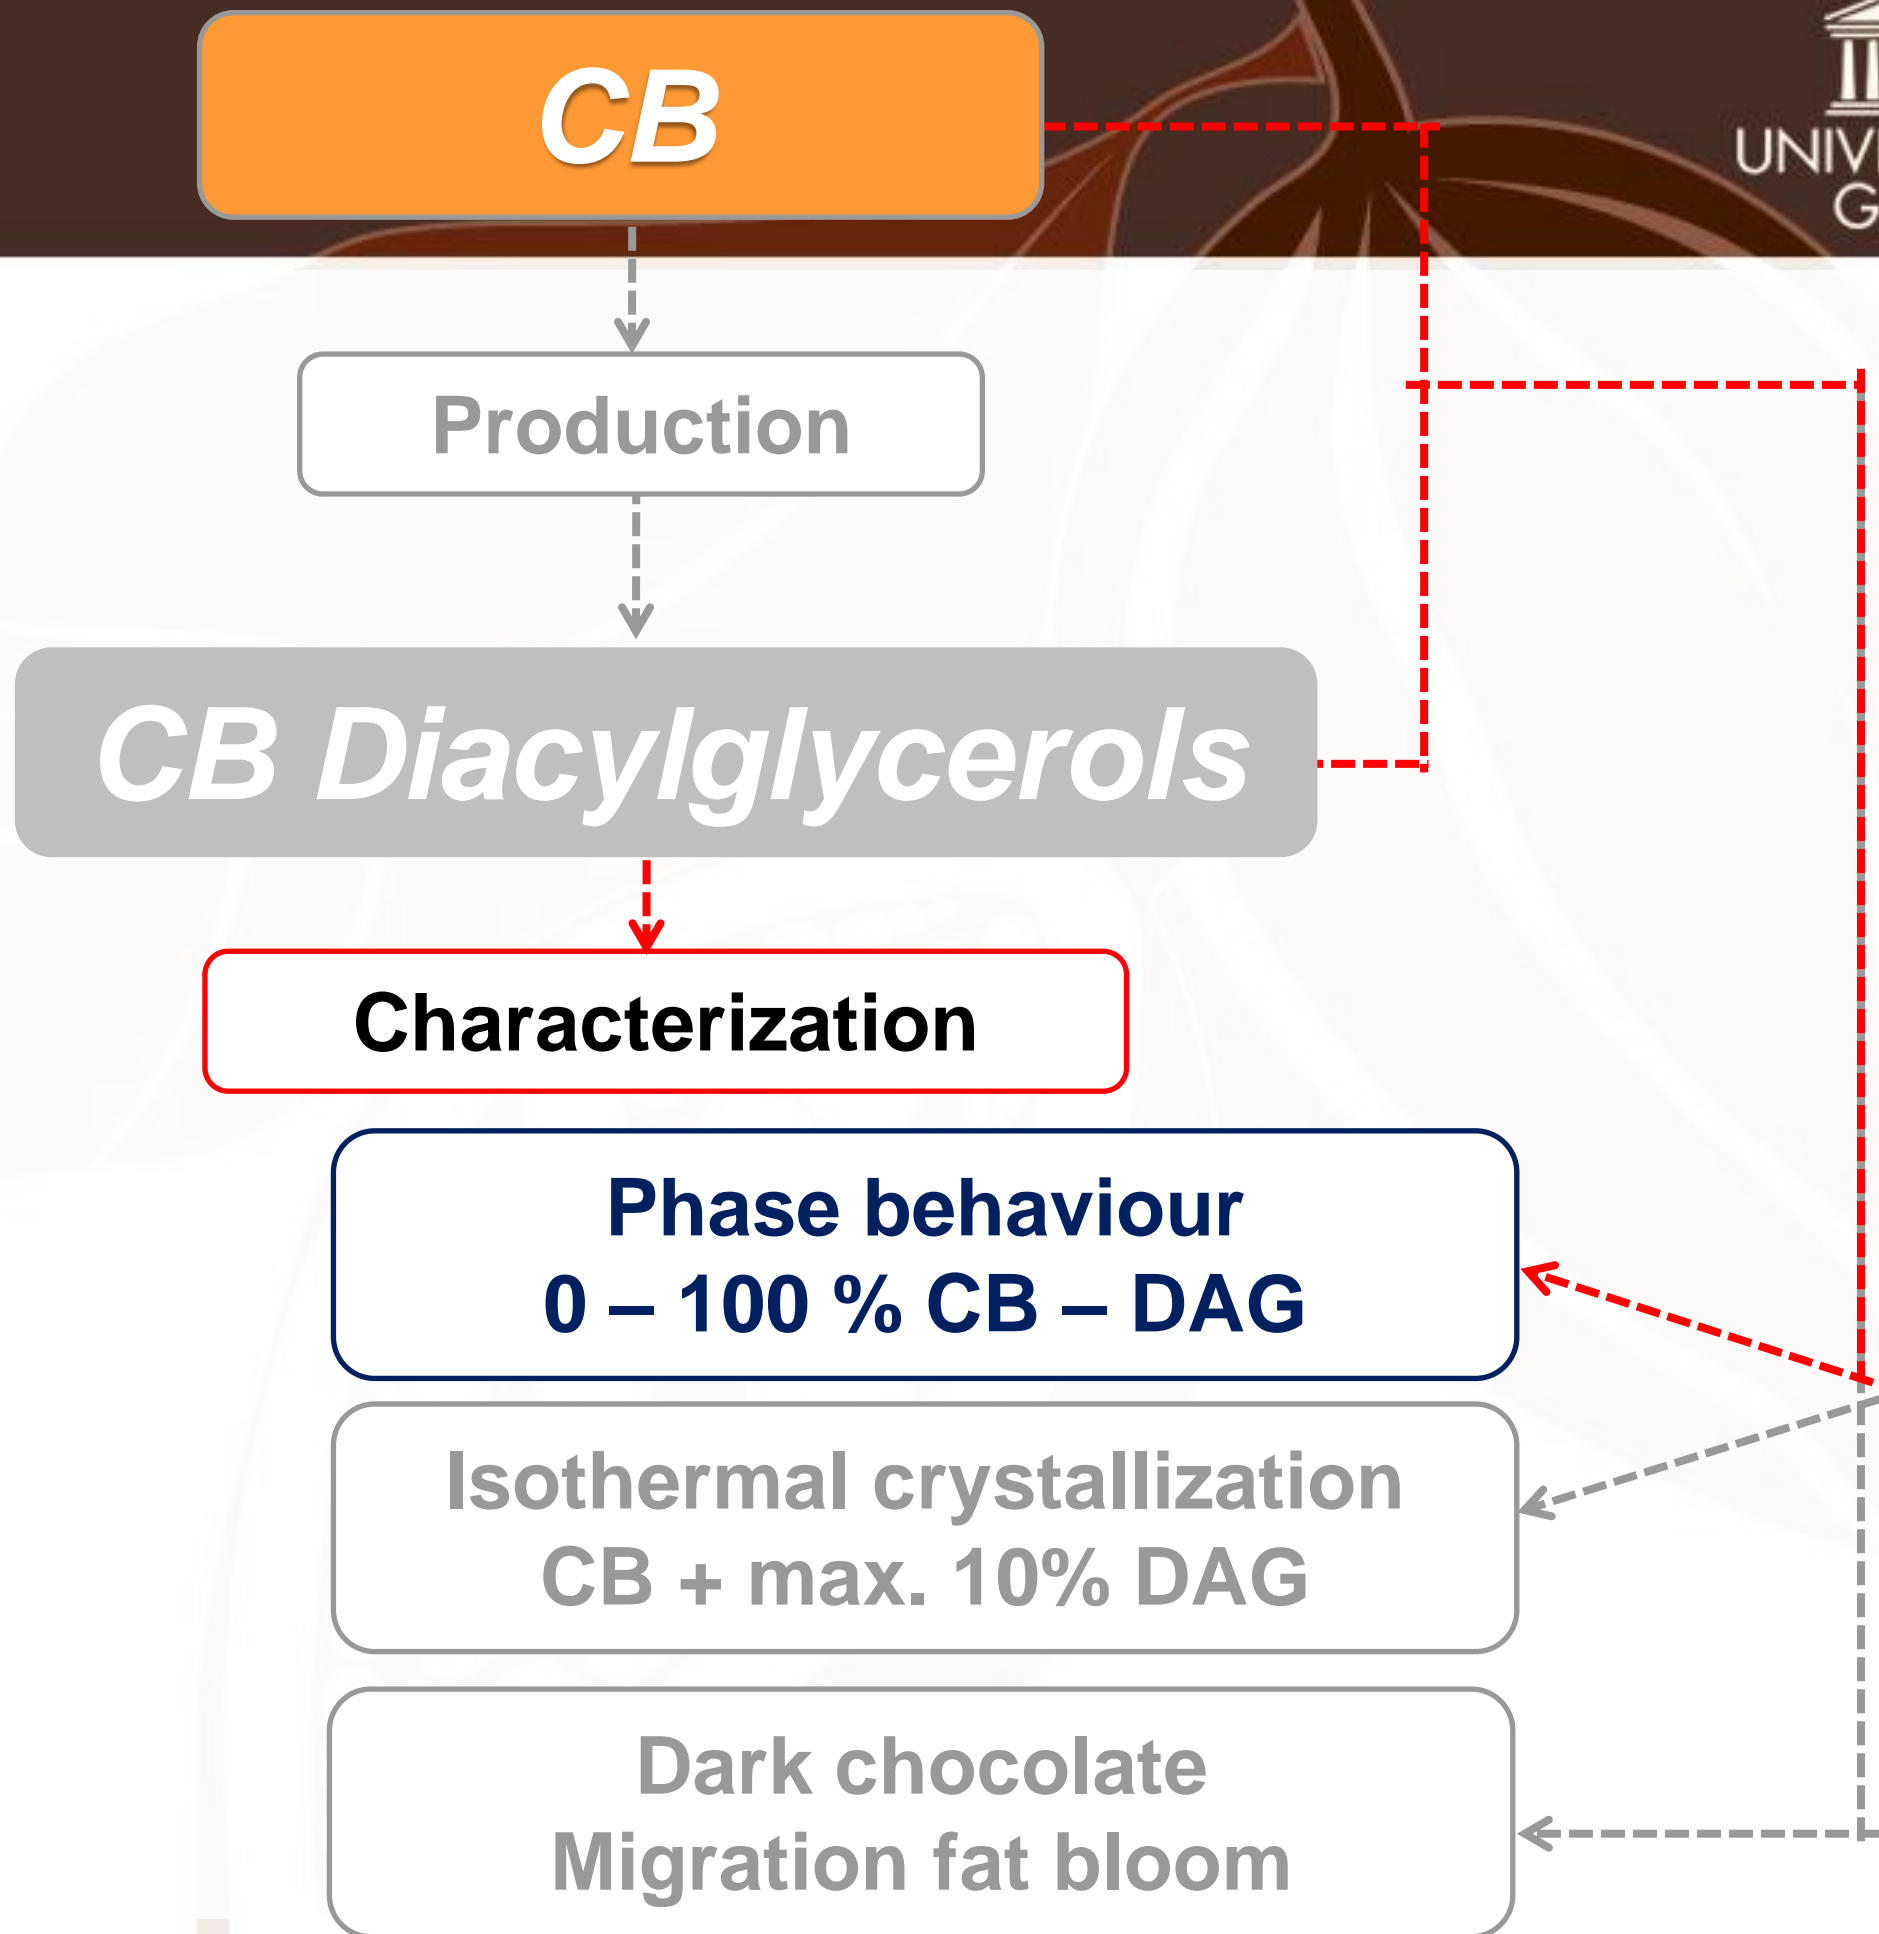 CB
Production
CB Diacylglycerols
Characterization
Phase behaviour
0 – 100 % CB – DAG
Isothermal crystallization
CB + max. 10% DAG
Dark chocolate
Migration fat bloom